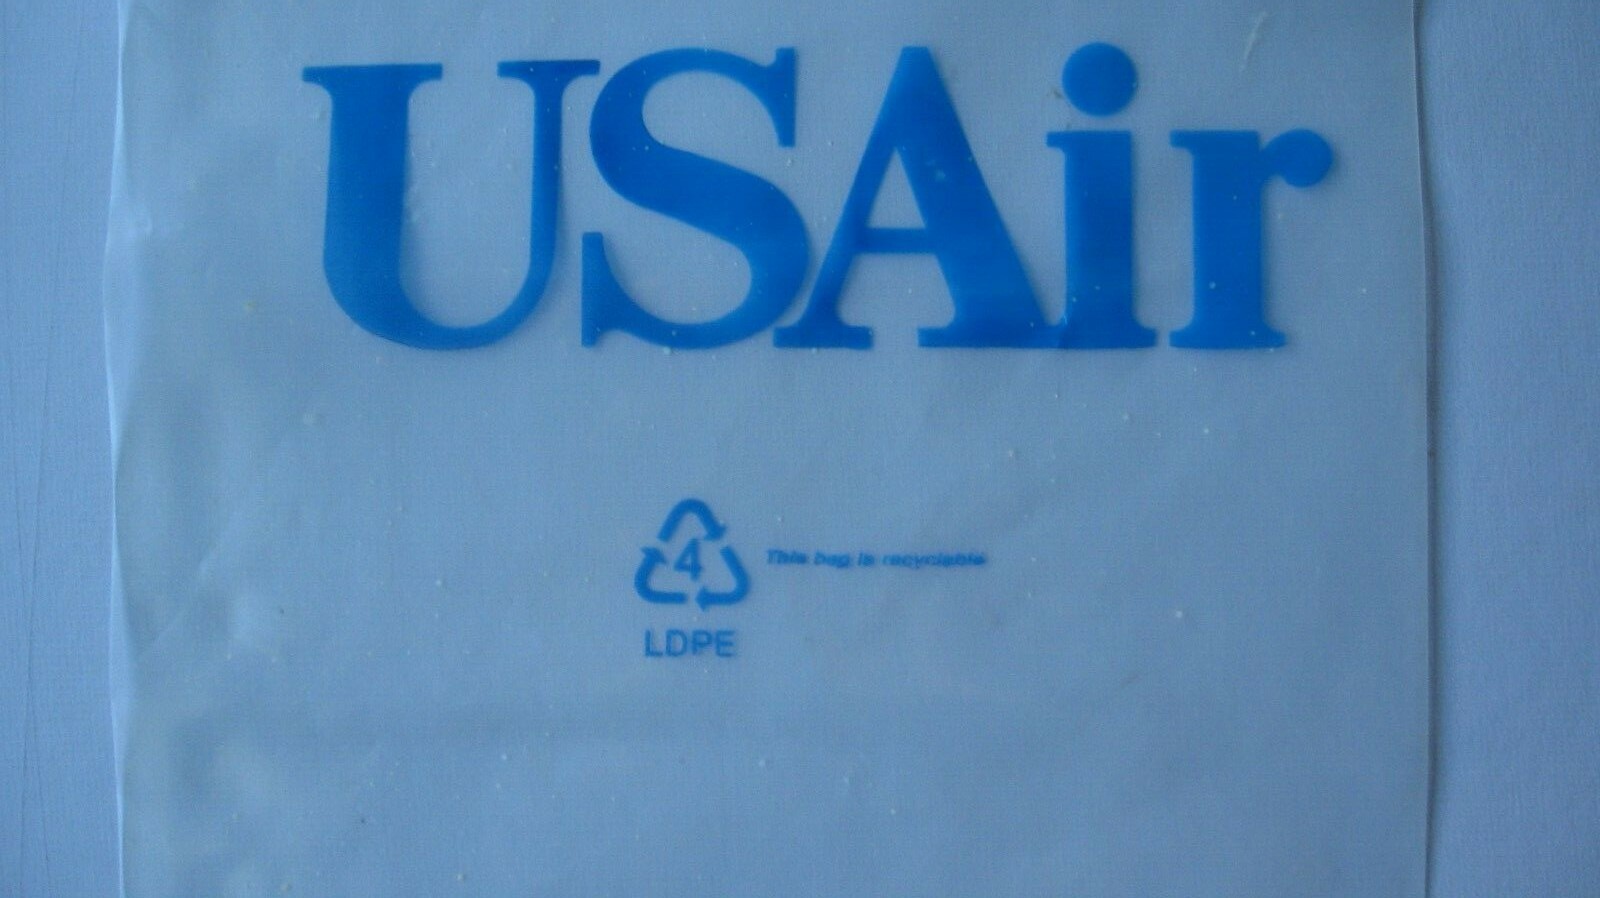 USAir
4 This bag is recyclable
LDPE